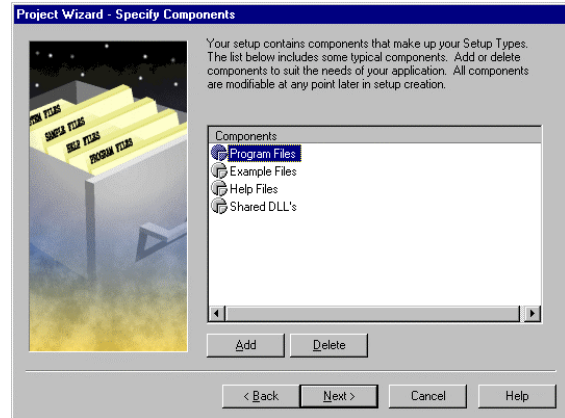 Project Wizard - Specify Components
Your setup contains components that make up your Setup Types.
The list below includes some typical components. Add or delete
components to suit the needs of your application. All components
are modifiable at any point later in setup creation.
SAMPLE FILES
HELP FILES
PROGRAM FILES
Components
Program Files
Example Files
Help Files
Shared DLL's
Add
Delete
< Back
Next >
Cancel
Help